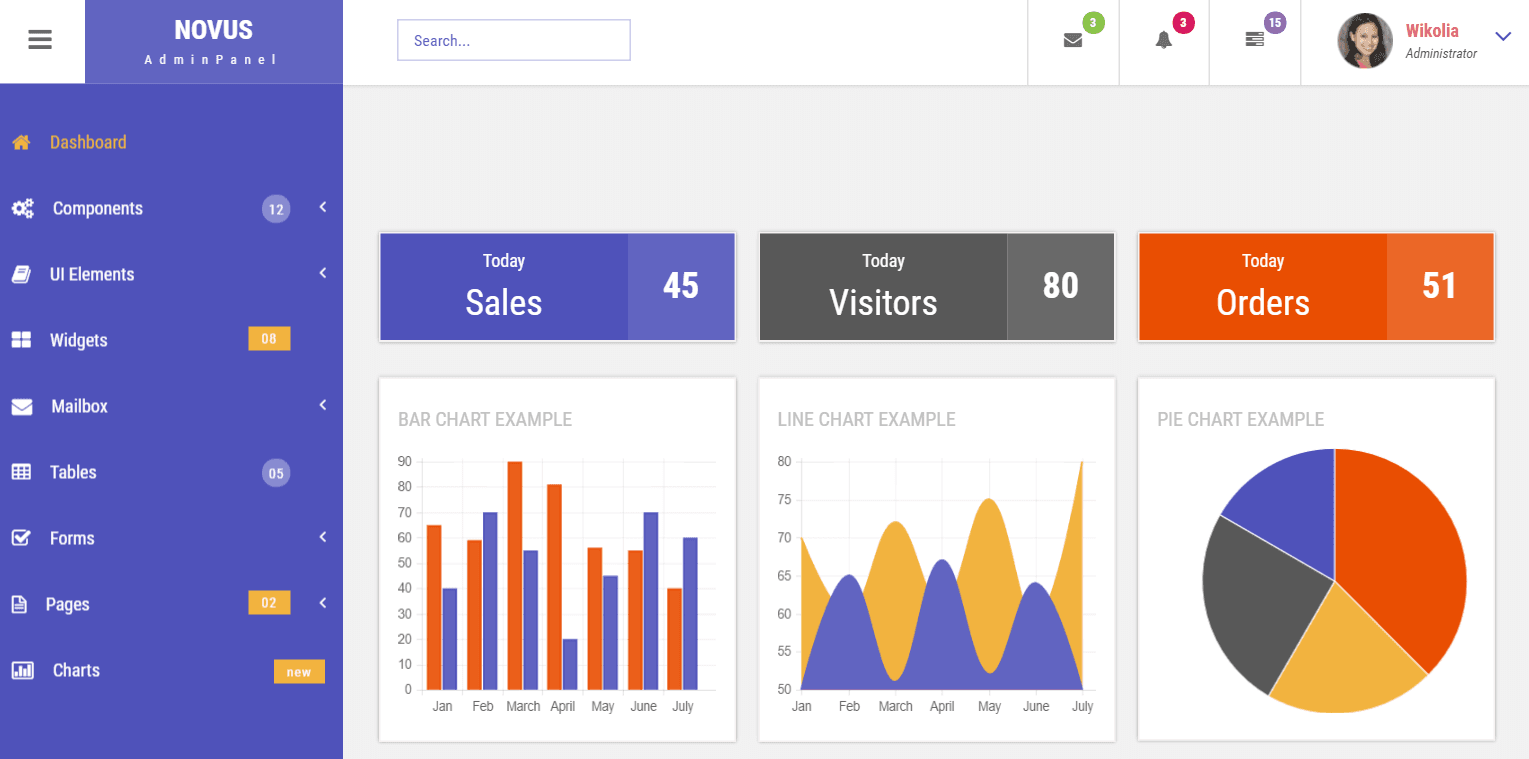 NOVUS
AdminPanel
Search...
3
3
15
Wikolia
Administrator
Dashboard
Components 12
UI Elements
Widgets 08
Mailbox
Tables 05
Forms
Pages 02
Charts new
Today
Sales
45
Today
Visitors
80
Today
Orders
51
BAR CHART EXAMPLE
90
80
70
60
50
40
30
20
10
0
Jan Feb March April May June July
LINE CHART EXAMPLE
80
75
70
65
60
55
50
Jan Feb March April May June July
PIE CHART EXAMPLE